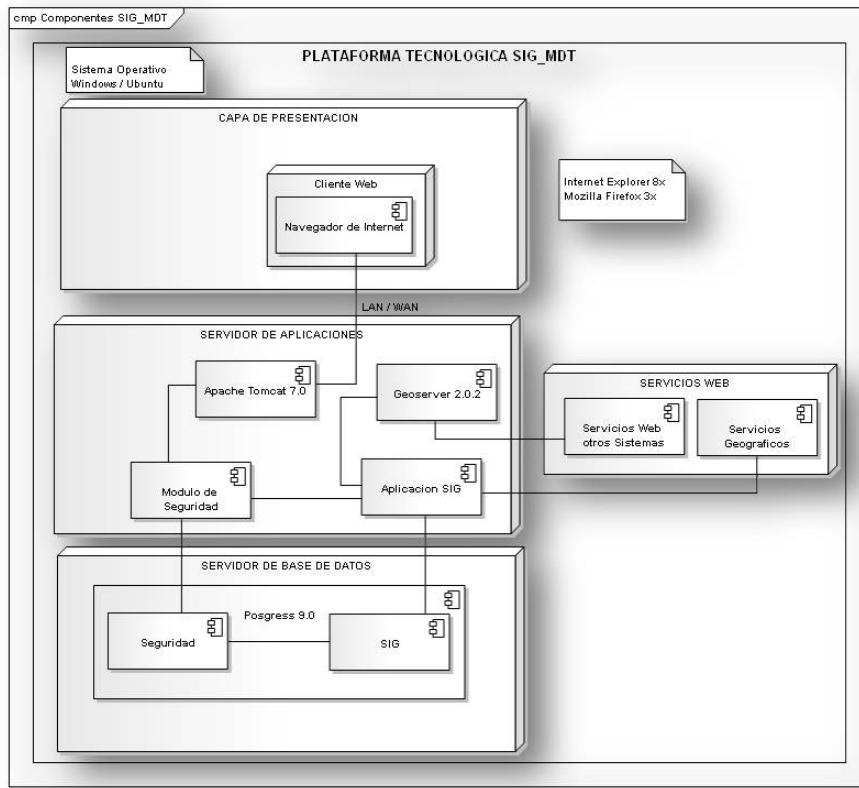 cmp Componentes SIG_MDT
PLATAFORMA TECNOLOGICA SIG_MDT
Sistema Operativo
Windows / Ubuntu
CAPA DE PRESENTACION
Cliente Web
Navegador de Internet
Internet Explorer 8x
Mozilla Firefox 3x
LAN / WAN
SERVIDOR DE APLICACIONES
Apache Tomcat 7.0
Geoserver 2.0.2
Modulo de
Seguridad
Aplicacion SIG
SERVICIOS WEB
Servicios Web
otros Sistemas
Servicios
Geograficos
SERVIDOR DE BASE DE DATOS
Posgress 9.0
Seguridad
SIG